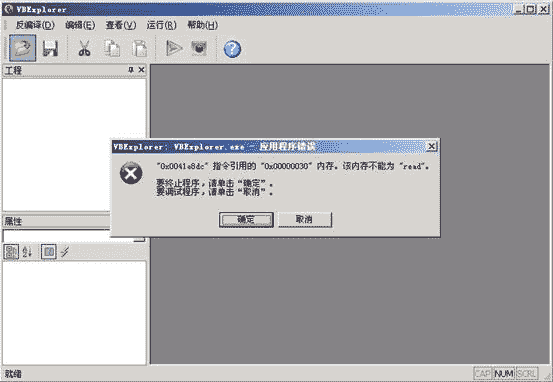 VBExplorer
反编译(D) 编辑(E) 查看(V) 运行(R) 帮助(H)
工程
VBExplorer: VBExplorer.exe - 应用程序错误
"0x0041e8dc" 指令引用的 "0x00000030" 内存。该内存不能为 "read"。
要终止程序，请单击“确定”。
要调试程序，请单击“取消”。
确定 取消
属性
就绪 CAP NUM SCRL